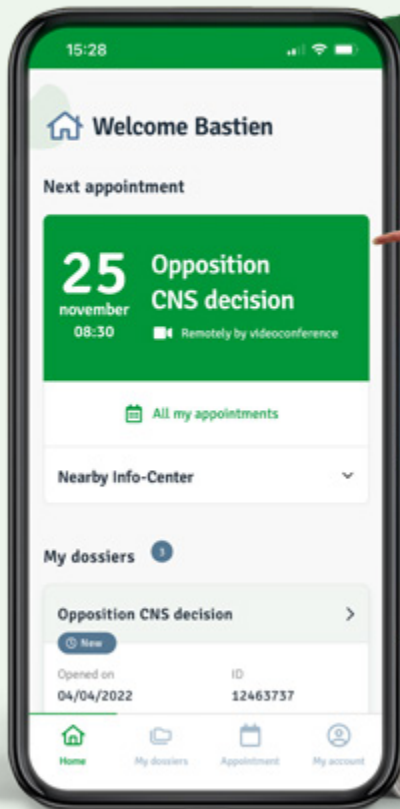 15:28
Welcome Bastien
Next appointment
25
november
08:30
Opposition
CNS decision
Remotely by videoconference
All my appointments
Nearby Info-Center
My dossiers 3
Opposition CNS decision
New
Opened on
04/04/2022
ID
12463737
Home
My dossiers
Appointment
My account